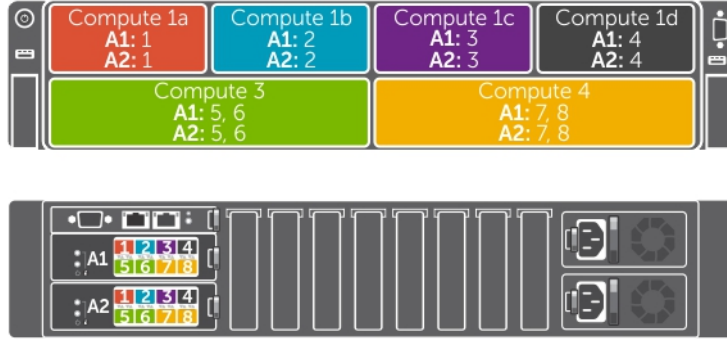 Compute 1a
A1: 1
A2: 1
Compute 1b
A1: 2
A2: 2
Compute 1c
A1: 3
A2: 3
Compute 1d
A1: 4
A2: 4
Compute 3
A1: 5, 6
A2: 5, 6
Compute 4
A1: 7, 8
A2: 7, 8
A1
1 2 3 4
5 6 7 8
A2
1 2 3 4
5 6 7 8